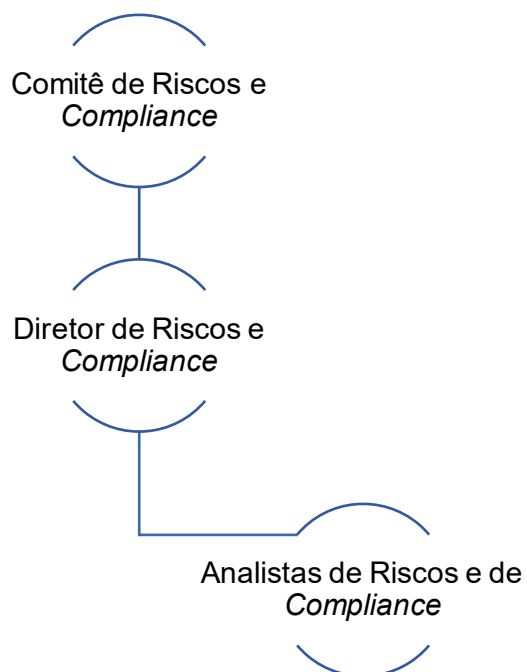 Comitê de Riscos e
Compliance
Diretor de Riscos e
Compliance
Analistas de Riscos e de
Compliance